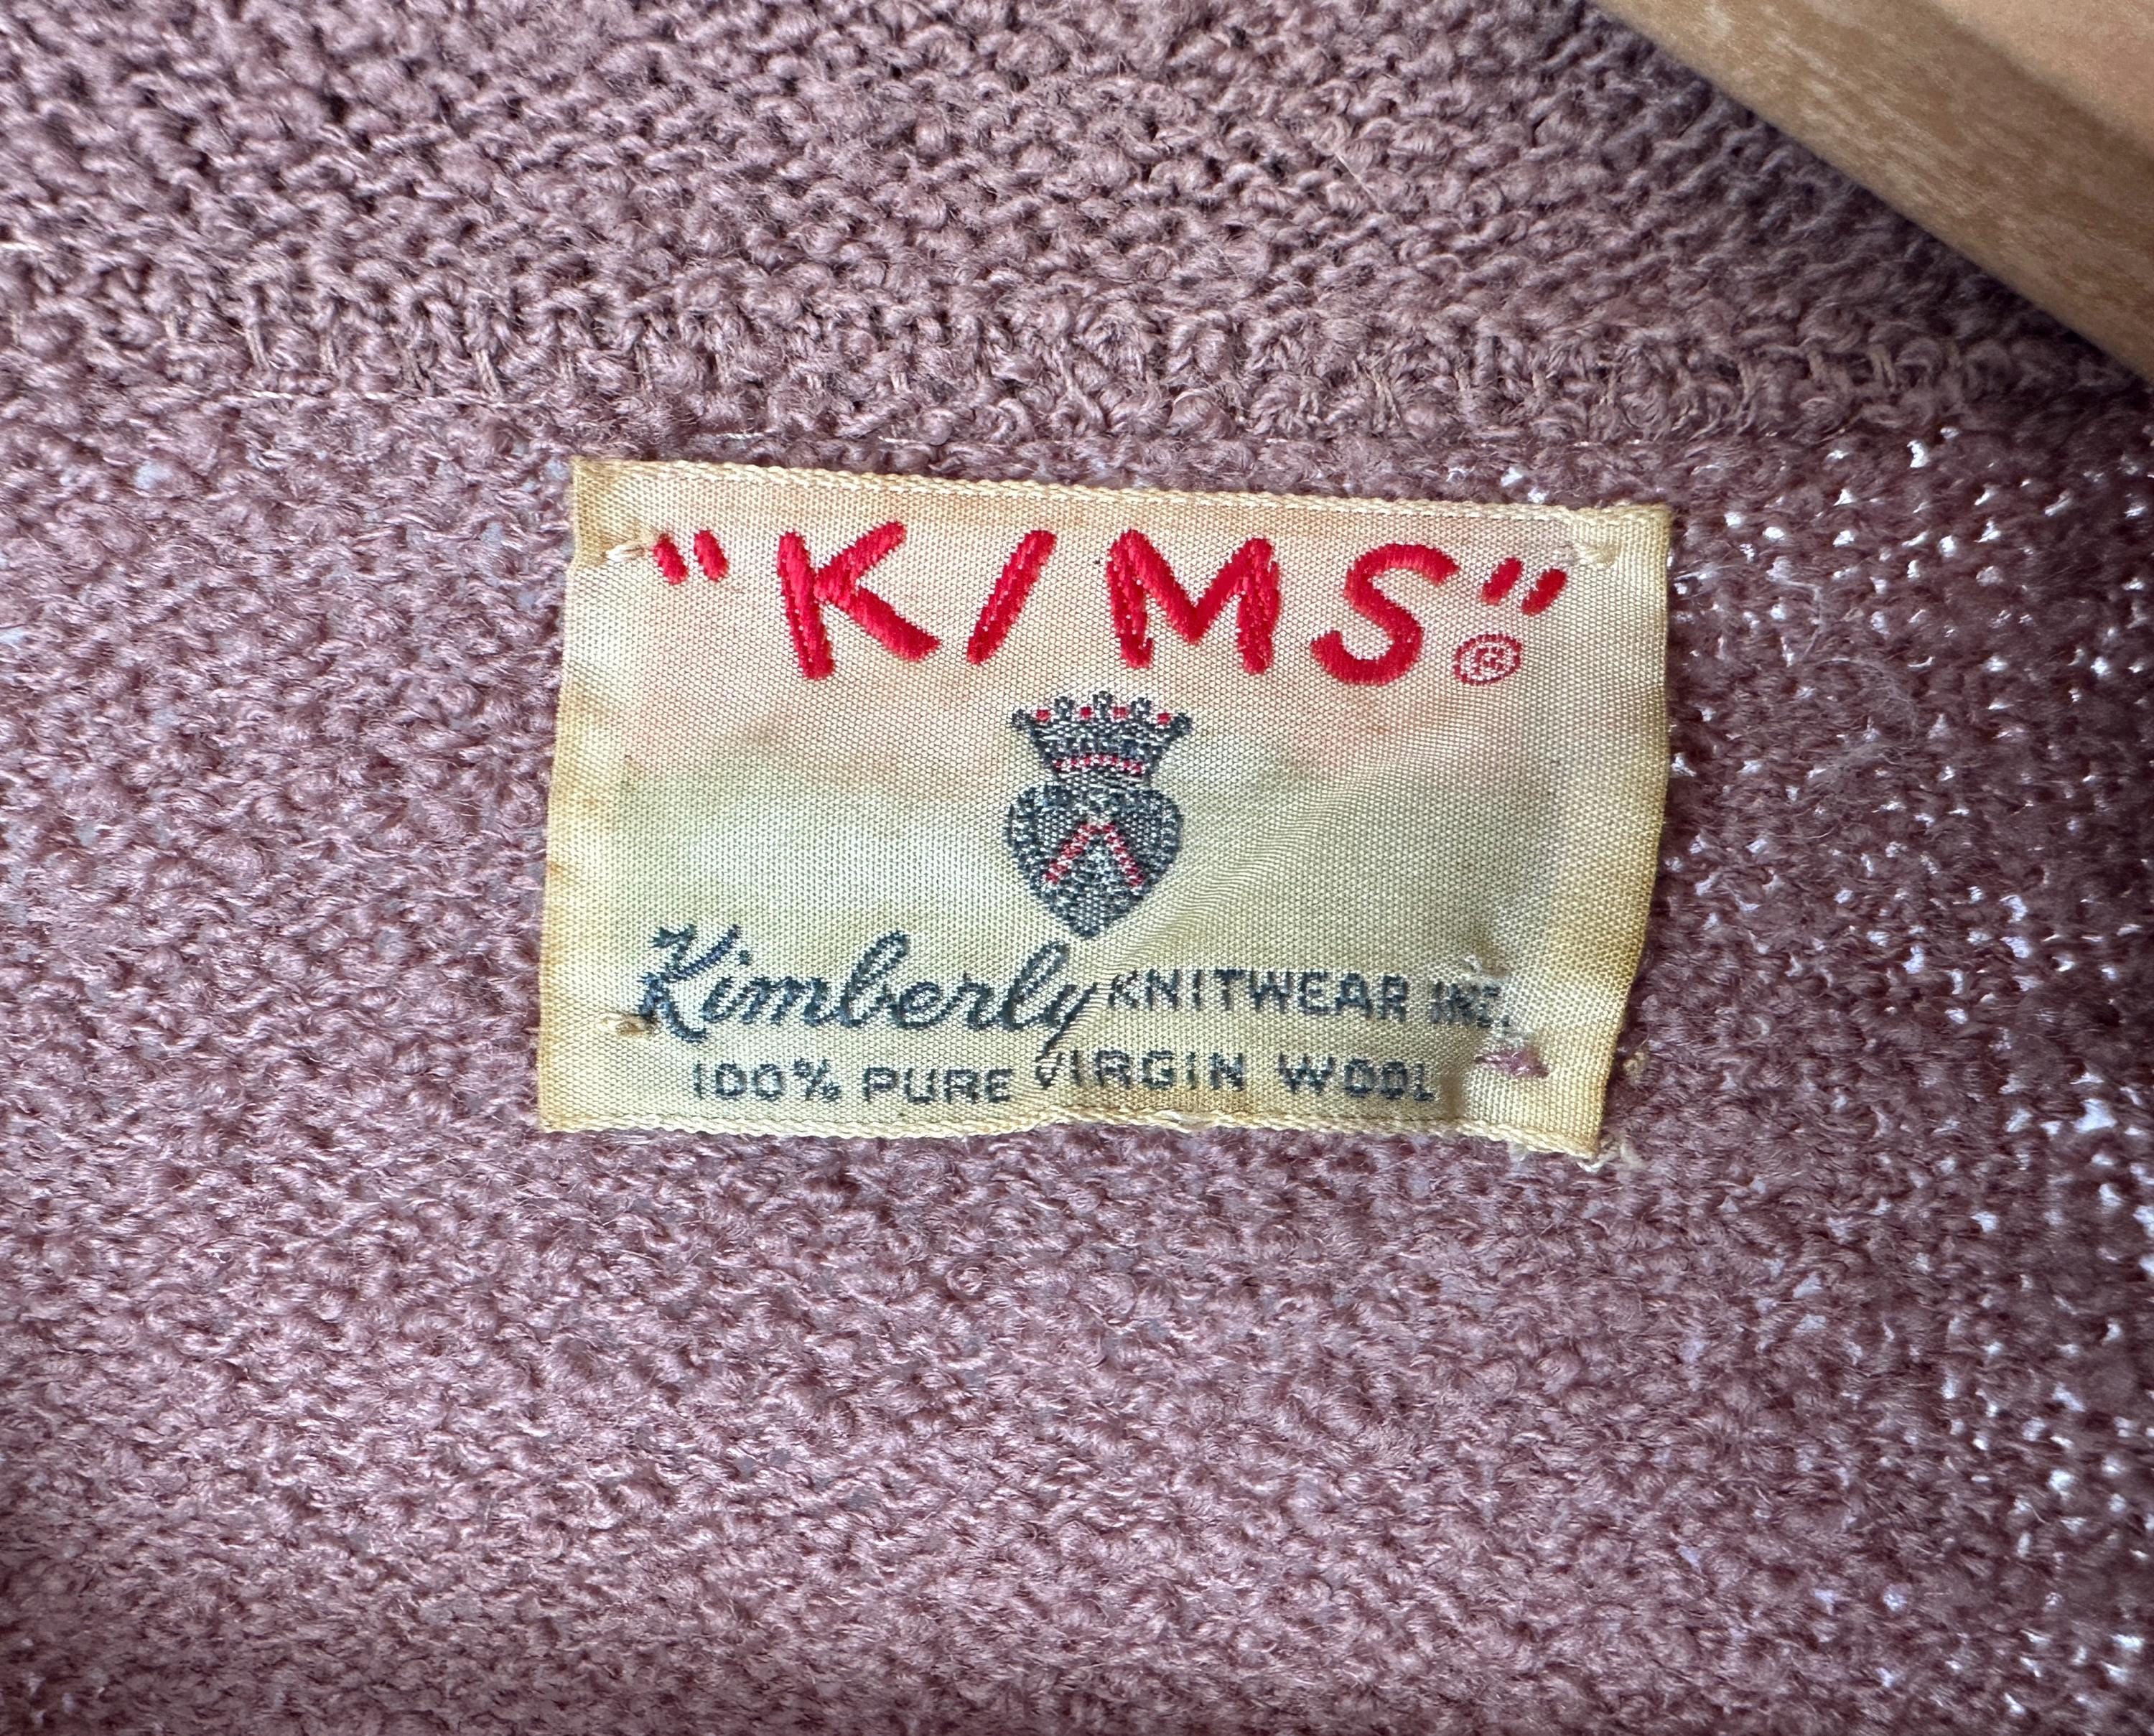 "KIMS"®
Kimberly KNITWEAR INC.
100% PURE VIRGIN WOOL